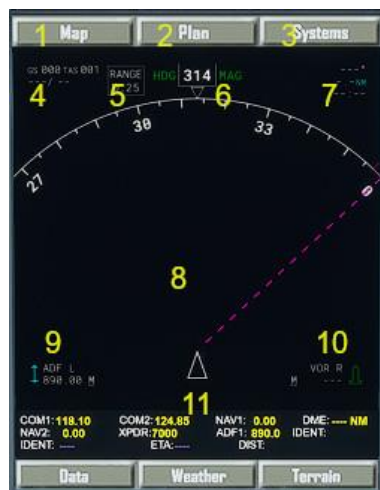 1 Map 2 Plan 3 Systems
GS 000 TAS 001 RANGE HDG 314 MAG ---°
---/ -- 25 ---NM
4 5 6 7
27 30 33 0
8
9 10
ADF L VOR R
890.00 M M ---
11
COM1: 118.10 COM2: 124.85 NAV1: 0.00 DME: ---- NM
NAV2: 0.00 XPDR: 7000 ADF1: 890.0 IDENT:
IDENT: ---- ETA: ---- DIST:
Data Weather Terrain